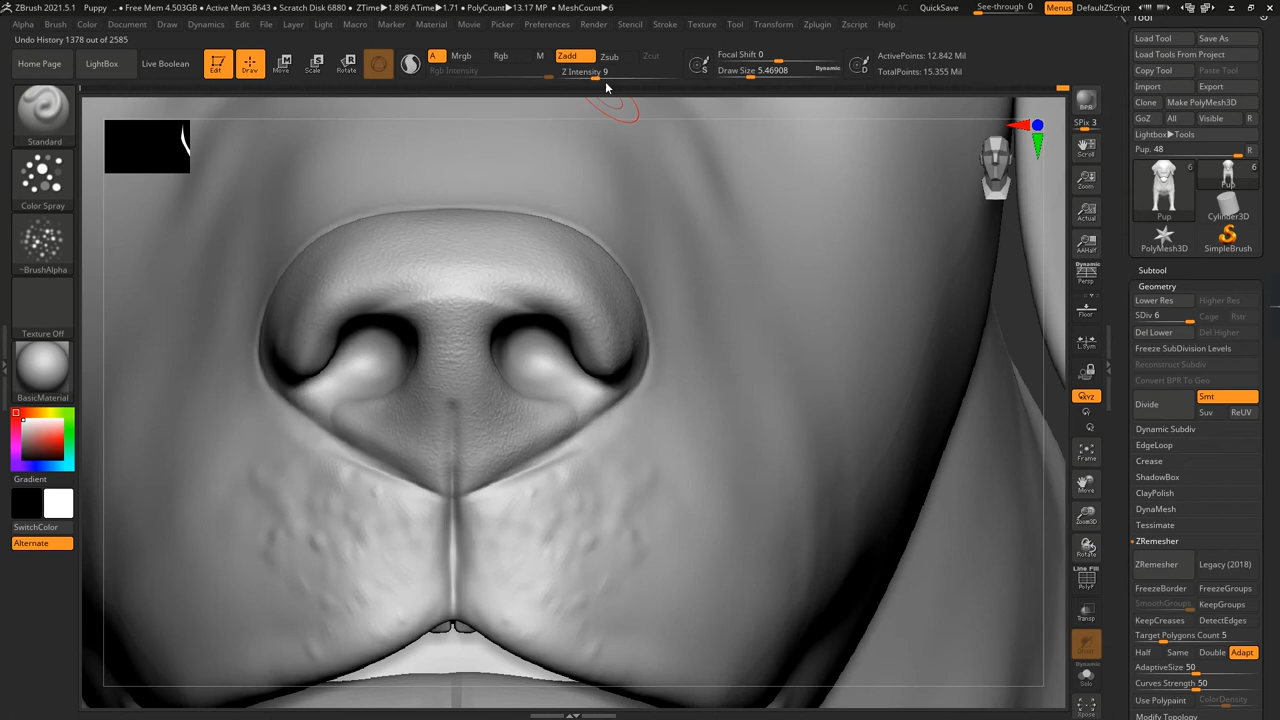 ZBrush 2021.5.1 Puppy .. • Free Mem 4.503GB • Active Mem 3643 • Scratch Disk 6880 • ZTime▶1.896 ATime▶1.71 • PolyCount▶13.17 MP • MeshCount▶6 AC QuickSave See-through 0 Menus DefaultZScript
Alpha Brush Color Document Draw Dynamics Edit File Layer Light Macro Marker Material Movie Picker Preferences Render Stencil Stroke Texture Tool Transform Zplugin Zscript Help
Undo History 1378 out of 2585
Home Page
LightBox
Live Boolean
Edit
Draw
Move
Scale
Rotate
A
Mrgb
Rgb
M
Rgb Intensity
Zadd
Zsub
Zcut
Z Intensity 9
S
Focal Shift 0
Draw Size 5.46908
Dynamic
D
ActivePoints: 12.842 Mil
TotalPoints: 15.355 Mil
Standard
Color Spray
~BrushAlpha
Texture Off
BasicMaterial
Gradient
SwitchColor
Alternate
BPR
SPix 3
Scroll
Zoom
Actual
AAHalf
Dynamic
Persp
Floor
L.Sym
XYZ
Frame
Move
Zoom3D
Rotate
Line Fill
PolyF
Transp
Dynamic
Solo
Xpose
Tool
Load Tool
Save As
Load Tools From Project
Copy Tool
Paste Tool
Import
Export
Clone
Make PolyMesh3D
GoZ
All
Visible
R
Lightbox▶Tools
Pup. 48
R
6
6
Pup
Pup
Cylinder3D
PolyMesh3D
SimpleBrush
Subtool
Geometry
Lower Res
Higher Res
SDiv 6
Cage
Rstr
Del Lower
Del Higher
Freeze SubDivision Levels
Reconstruct Subdiv
Convert BPR To Geo
Divide
Smt
Suv
ReUV
Dynamic Subdiv
EdgeLoop
Crease
ShadowBox
ClayPolish
DynaMesh
Tessimate
ZRemesher
ZRemesher
Legacy (2018)
FreezeBorder
FreezeGroups
SmoothGroups
KeepGroups
KeepCreases
DetectEdges
Target Polygons Count 5
Half
Same
Double
Adapt
AdaptiveSize 50
Curves Strength 50
Use Polypaint
ColorDensity
Modify Topology